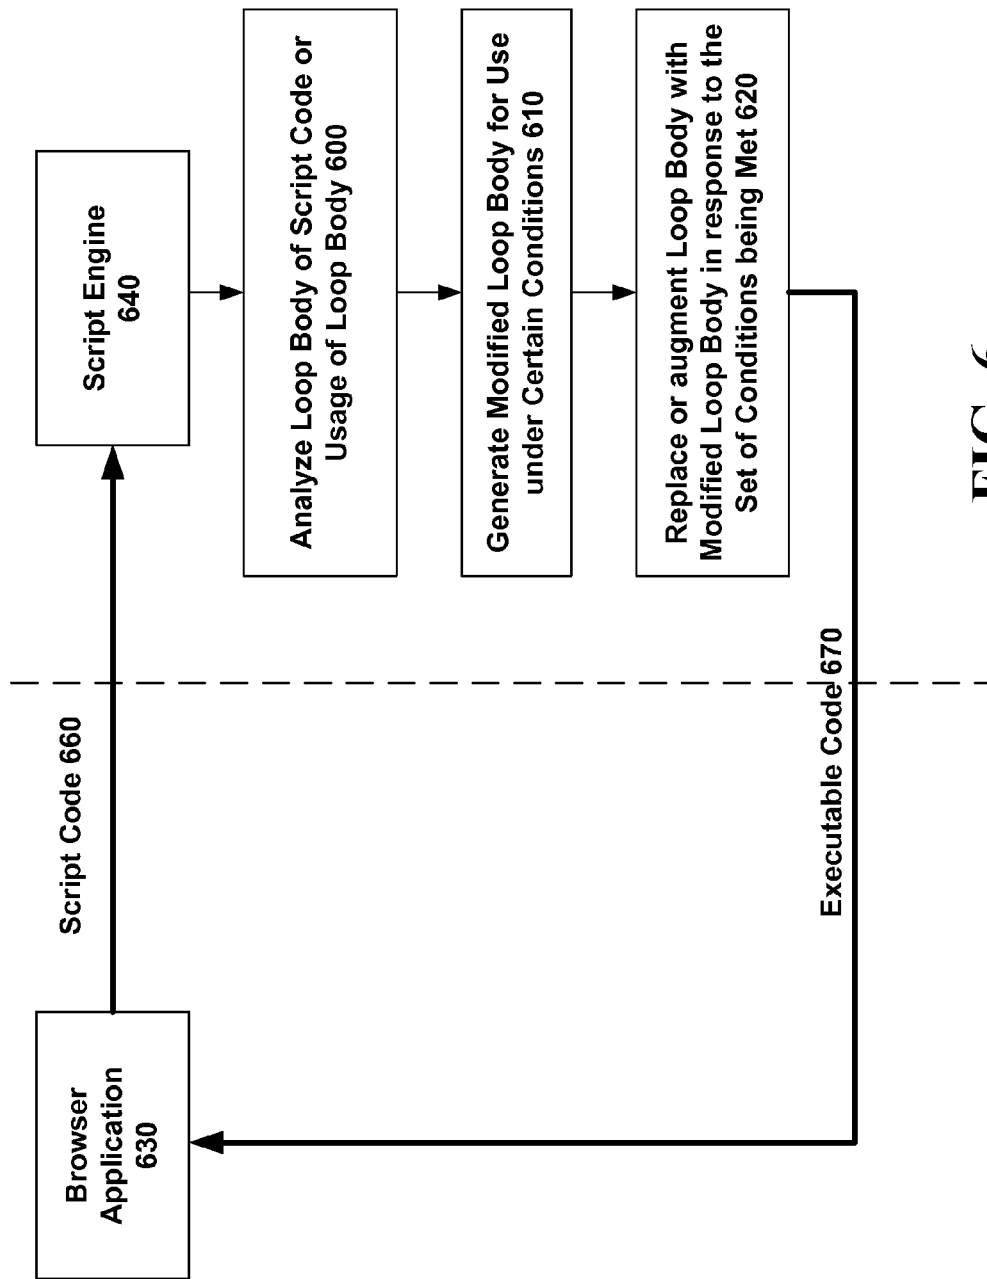 Browser
Application
630
Script Code 660
Script Engine
640
Analyze Loop Body of Script Code or
Usage of Loop Body 600
Generate Modified Loop Body for Use
under Certain Conditions 610
Replace or augment Loop Body with
Modified Loop Body in response to the
Set of Conditions being Met 620
Executable Code 670
FIG. 6